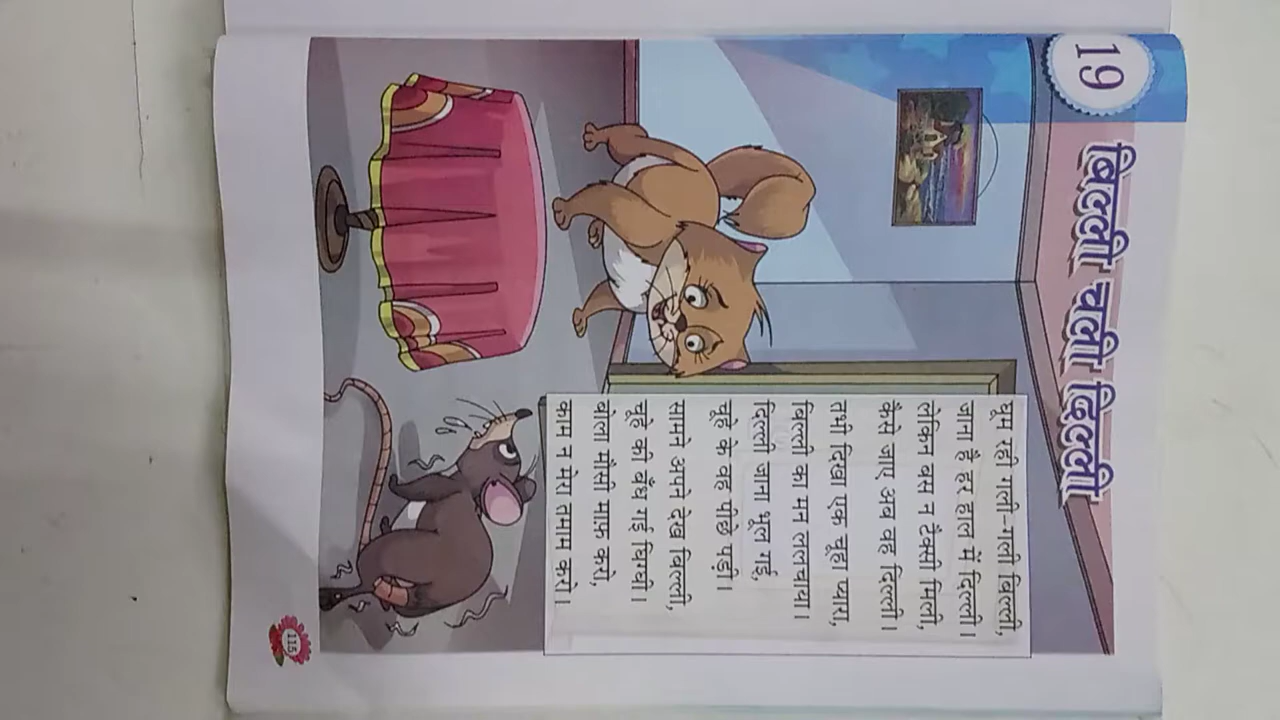 19
बिल्ली चली दिल्ली
घूम रही गली-गली बिल्ली,
जाना है हर हाल में दिल्ली।
लेकिन बस न टैक्सी मिली,
कैसे जाए अब वह दिल्ली।
तभी दिखा एक चूहा प्यारा,
बिल्ली का मन ललचाया।
दिल्ली जाना भूल गई,
चूहे के वह पीछे पड़ी।
सामने अपने देख बिल्ली,
चूहे की बँध गई घिग्घी।
बोला मौसी माफ़ करो,
काम न मेरा तमाम करो।
115